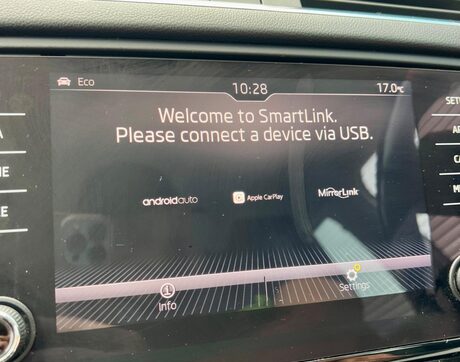 Eco
10:28
17.0°C
SETU
Welcome to SmartLink.
Please connect a device via USB.
androidauto
Apple CarPlay
MirrorLink
Info
Settings